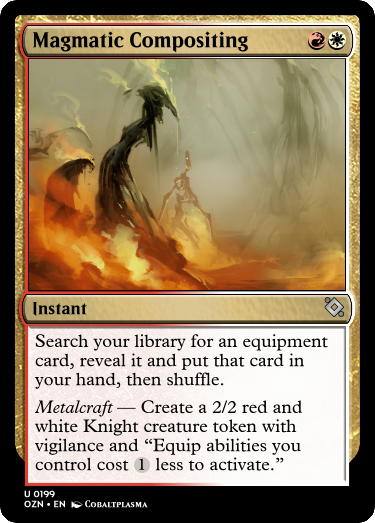 Magmatic Compositing
Instant
Search your library for an equipment
card, reveal it and put that card in
your hand, then shuffle.
Metalcraft — Create a 2/2 red and
white Knight creature token with
vigilance and “Equip abilities you
control cost 1 less to activate.”
U 0199
OZN • EN Cobaltplasma